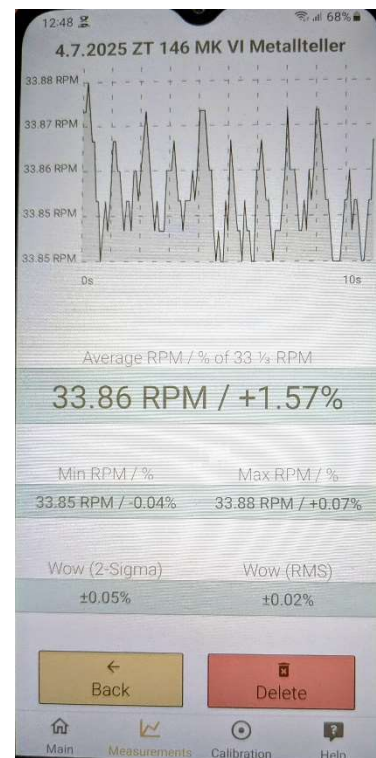 12:48 68%
4.7.2025 ZT 146 MK VI Metallteller
33.88 RPM
33.87 RPM
33.86 RPM
33.85 RPM
33.85 RPM
0s 10s
Average RPM / % of 33 ⅓ RPM
33.86 RPM / +1.57%
Min RPM / % Max RPM / %
33.85 RPM / -0.04% 33.88 RPM / +0.07%
Wow (2-Sigma) Wow (RMS)
±0.05% ±0.02%
Back Delete
Main Measurements Calibration Help